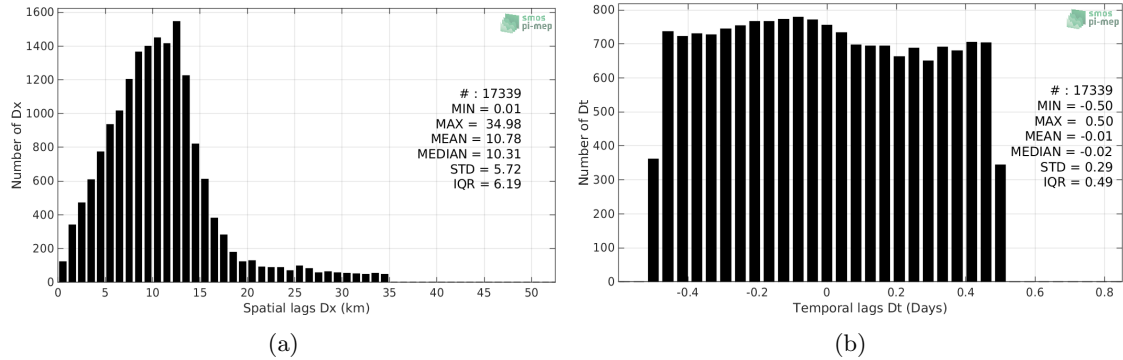 1600
1400
1200
1000
800
600
400
200
0
Number of Dx
smos
pi-mep
# : 17339
MIN = 0.01
MAX = 34.98
MEAN = 10.78
MEDIAN = 10.31
STD = 5.72
IQR = 6.19
0 5 10 15 20 25 30 35 40 45 50
Spatial lags Dx (km)
(a)
800
700
600
500
400
300
200
100
0
Number of Dt
smos
pi-mep
# : 17339
MIN = -0.50
MAX = 0.50
MEAN = -0.01
MEDIAN = -0.02
STD = 0.29
IQR = 0.49
-0.4 -0.2 0 0.2 0.4 0.6 0.8
Temporal lags Dt (Days)
(b)